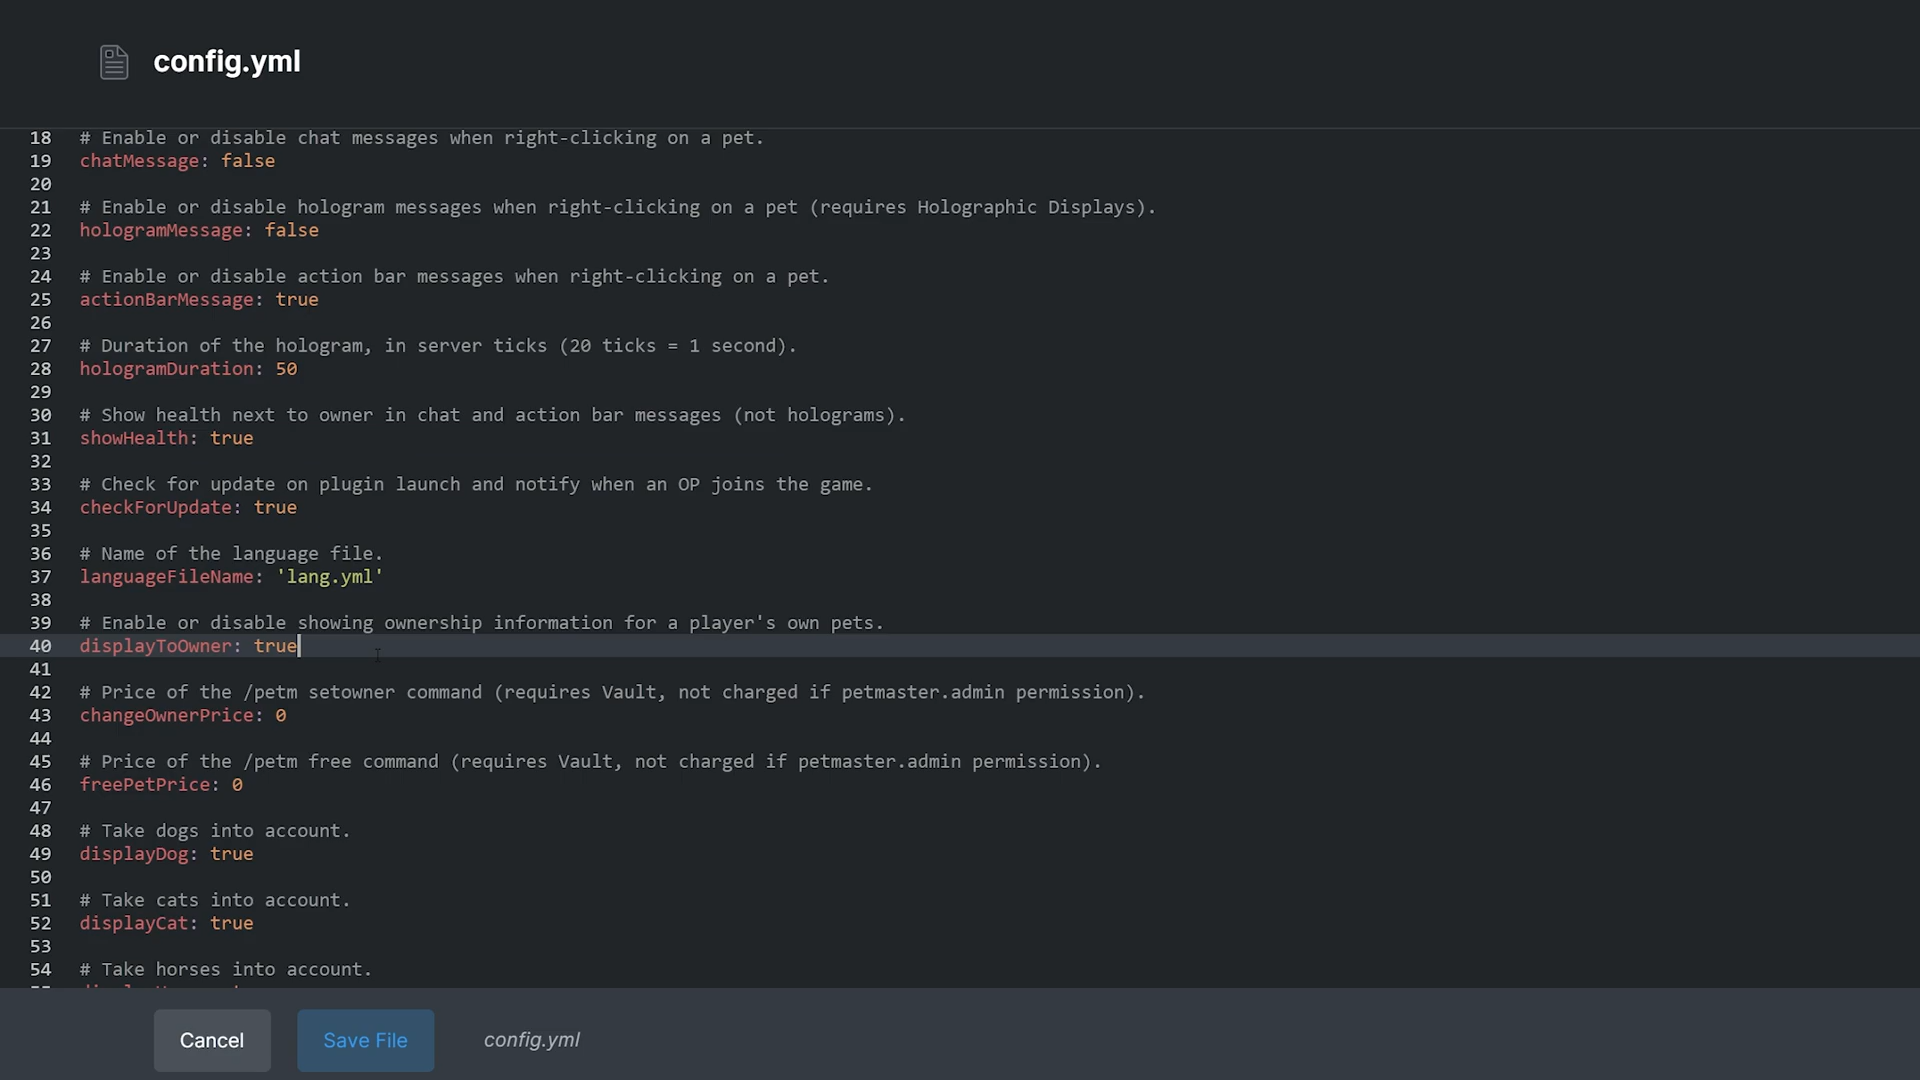 config.yml
18 # Enable or disable chat messages when right-clicking on a pet.
19 chatMessage: false
20
21 # Enable or disable hologram messages when right-clicking on a pet (requires Holographic Displays).
22 hologramMessage: false
23
24 # Enable or disable action bar messages when right-clicking on a pet.
25 actionBarMessage: true
26
27 # Duration of the hologram, in server ticks (20 ticks = 1 second).
28 hologramDuration: 50
29
30 # Show health next to owner in chat and action bar messages (not holograms).
31 showHealth: true
32
33 # Check for update on plugin launch and notify when an OP joins the game.
34 checkForUpdate: true
35
36 # Name of the language file.
37 languageFileName: 'lang.yml'
38
39 # Enable or disable showing ownership information for a player's own pets.
40 displayToOwner: true
41
42 # Price of the /petm setowner command (requires Vault, not charged if petmaster.admin permission).
43 changeOwnerPrice: 0
44
45 # Price of the /petm free command (requires Vault, not charged if petmaster.admin permission).
46 freePetPrice: 0
47
48 # Take dogs into account.
49 displayDog: true
50
51 # Take cats into account.
52 displayCat: true
53
54 # Take horses into account.
Cancel Save File config.yml